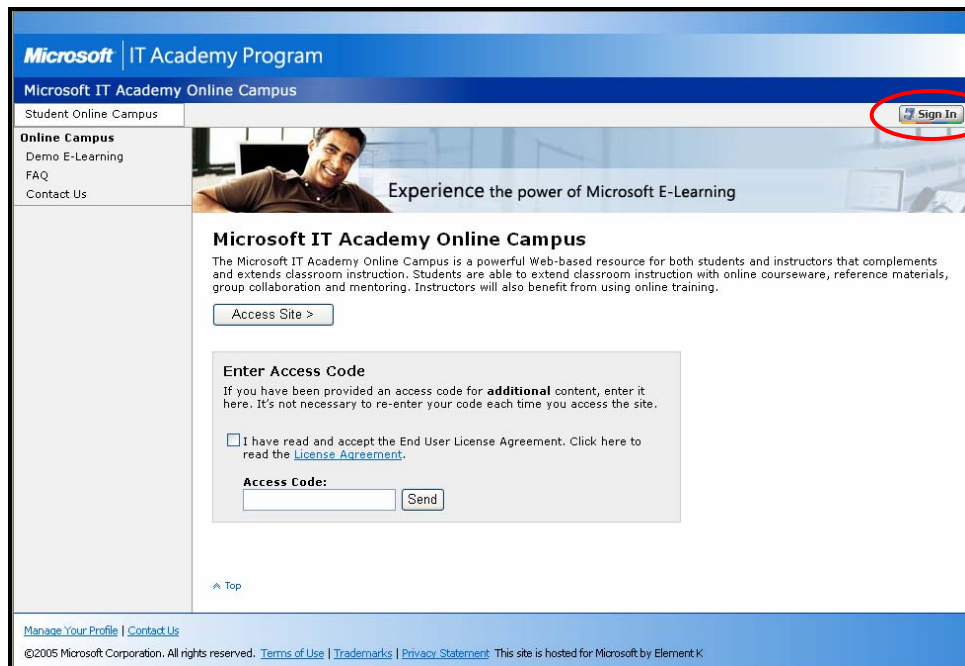 Microsoft | IT Academy Program
Microsoft IT Academy Online Campus
Student Online Campus
Sign In
Online Campus
Demo E-Learning
FAQ
Contact Us
Experience the power of Microsoft E-Learning
Microsoft IT Academy Online Campus
The Microsoft IT Academy Online Campus is a powerful Web-based resource for both students and instructors that complements
and extends classroom instruction. Students are able to extend classroom instruction with online courseware, reference materials,
group collaboration and mentoring. Instructors will also benefit from using online training.
Access Site >
Enter Access Code
If you have been provided an access code for additional content, enter it
here. It's not necessary to re-enter your code each time you access the site.
I have read and accept the End User License Agreement. Click here to
read the License Agreement.
Access Code:
Send
Top
Manage Your Profile | Contact Us
©2005 Microsoft Corporation. All rights reserved. Terms of Use | Trademarks | Privacy Statement This site is hosted for Microsoft by Element K